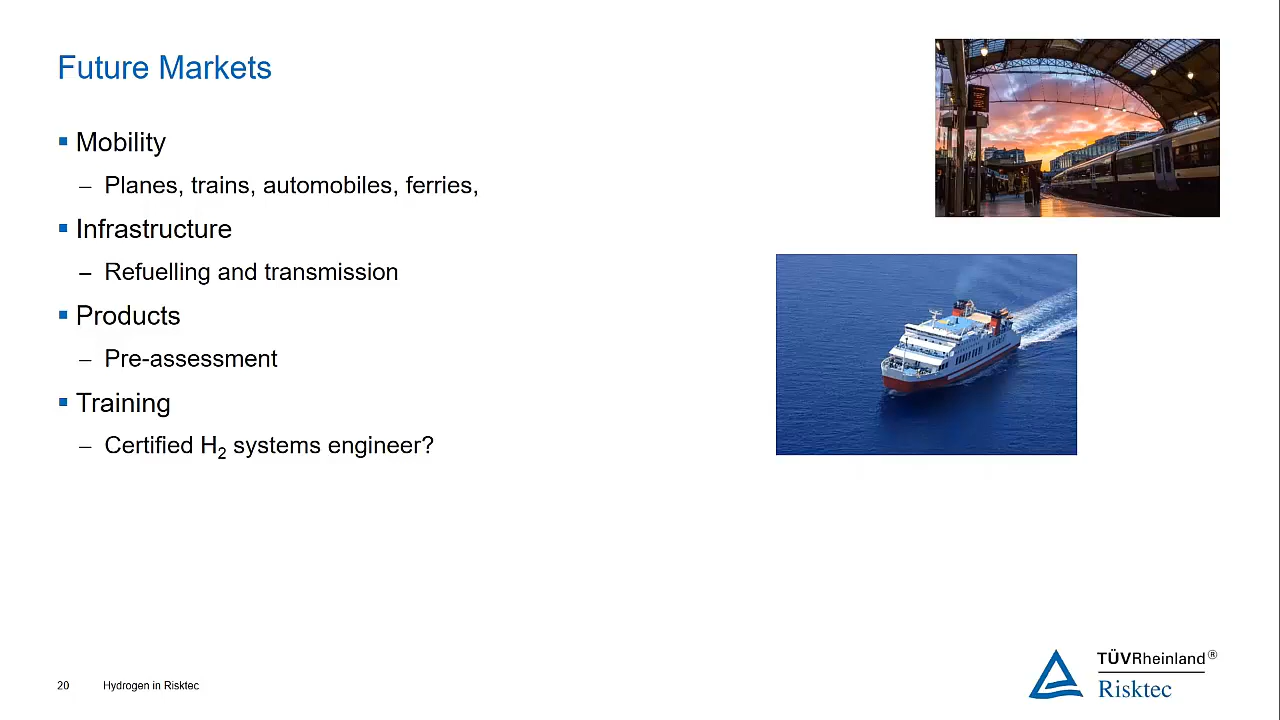 Future Markets
▪ Mobility
– Planes, trains, automobiles, ferries,
▪ Infrastructure
– Refuelling and transmission
▪ Products
– Pre-assessment
▪ Training
– Certified H₂ systems engineer?
20 Hydrogen in Risktec
TÜVRheinland®
Risktec